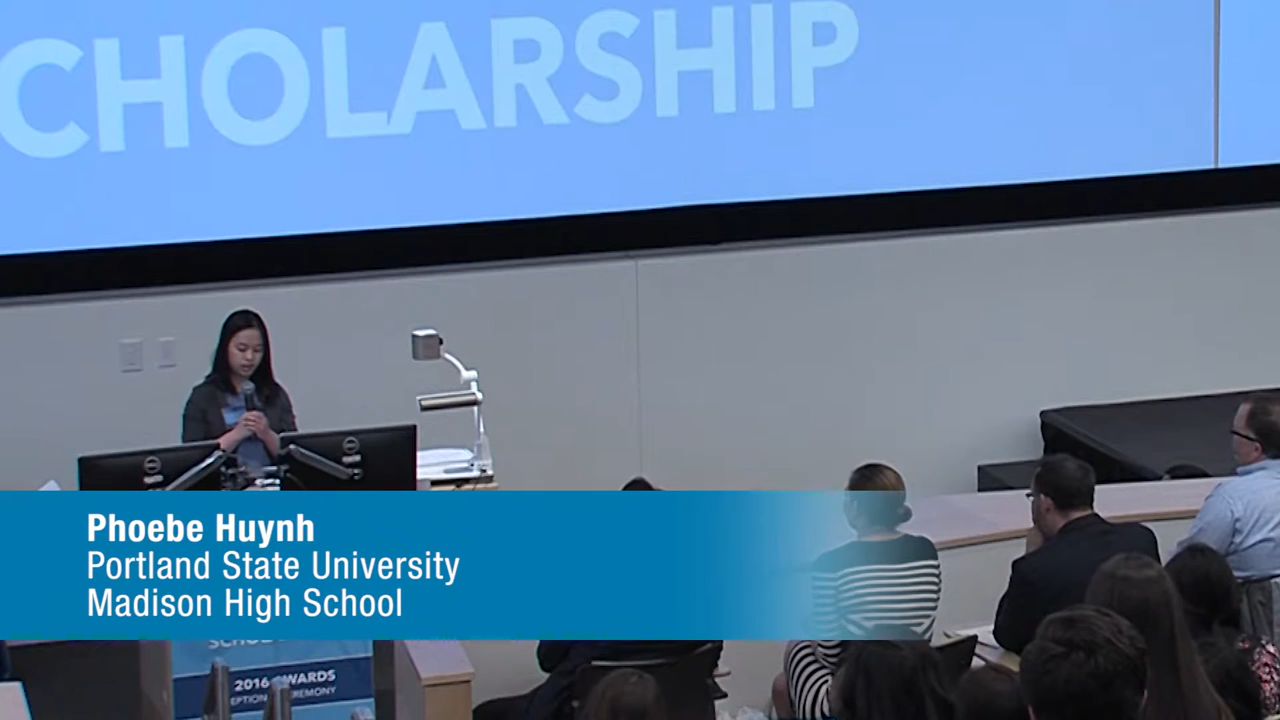 CHOLARSHIP
Phoebe Huynh
Portland State University
Madison High School
2016 AWARDS